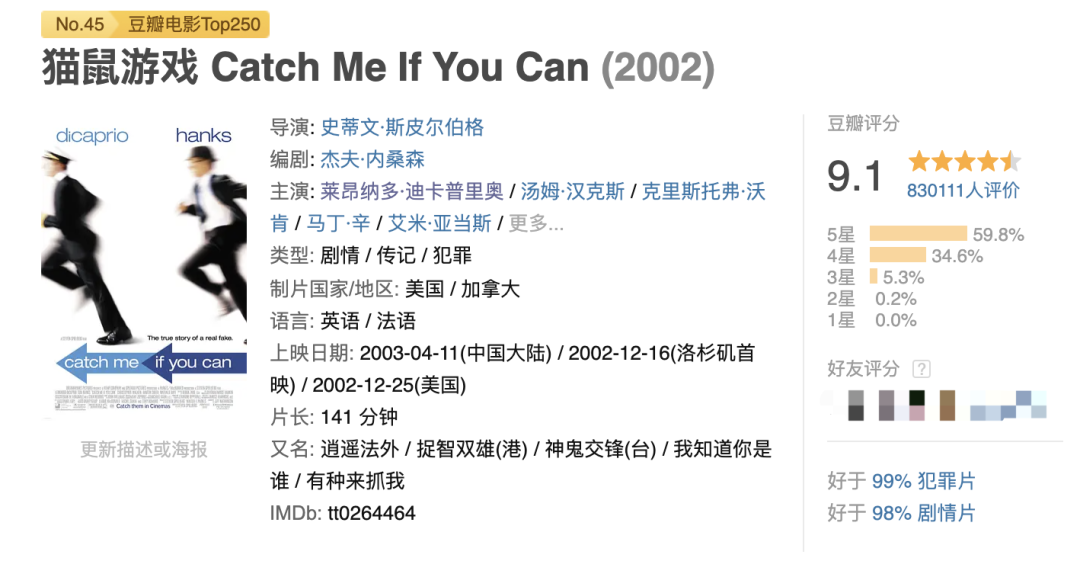 No.45 豆瓣电影Top250
猫鼠游戏 Catch Me If You Can (2002)
dicaprio hanks
The true story of a real fake.
catch me if you can
Catch them in Cinemas
更新描述或海报
导演: 史蒂文·斯皮尔伯格
编剧: 杰夫·内桑森
主演: 莱昂纳多·迪卡普里奥 / 汤姆·汉克斯 / 克里斯托弗·沃
肯 / 马丁·辛 / 艾米·亚当斯 / 更多...
类型: 剧情 / 传记 / 犯罪
制片国家/地区: 美国 / 加拿大
语言: 英语 / 法语
上映日期: 2003-04-11(中国大陆) / 2002-12-16(洛杉矶首
映) / 2002-12-25(美国)
片长: 141 分钟
又名: 逍遥法外 / 捉智双雄(港) / 神鬼交锋(台) / 我知道你是
谁 / 有种来抓我
IMDb: tt0264464
豆瓣评分
9.1
830111人评价
5星 59.8%
4星 34.6%
3星 5.3%
2星 0.2%
1星 0.0%
好友评分 ?
好于 99% 犯罪片
好于 98% 剧情片